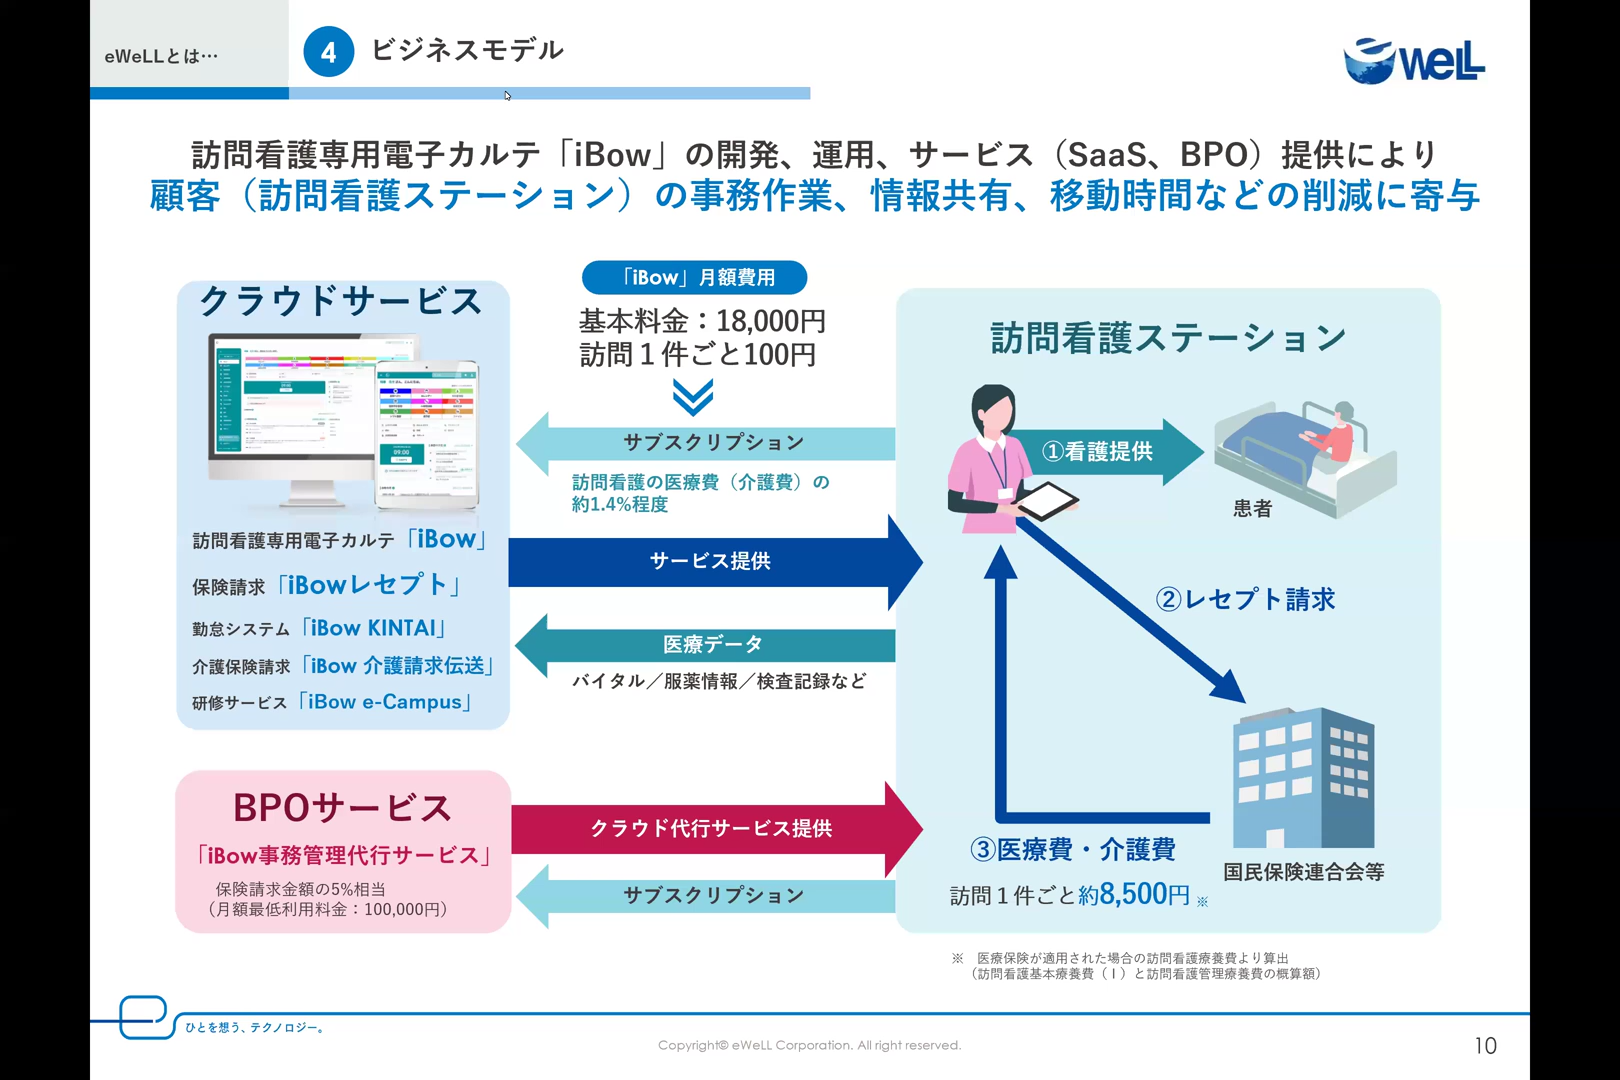 eWeLLとは…
4 ビジネスモデル
eWeLL
訪問看護専用電子カルテ「iBow」の開発、運用、サービス（SaaS、BPO）提供により
顧客（訪問看護ステーション）の事務作業、情報共有、移動時間などの削減に寄与
クラウドサービス
訪問看護専用電子カルテ「iBow」
保険請求「iBowレセプト」
勤怠システム「iBow KINTAI」
介護保険請求「iBow 介護請求伝送」
研修サービス「iBow e-Campus」
「iBow」月額費用
基本料金：18,000円
訪問１件ごと100円
サブスクリプション
訪問看護の医療費（介護費）の
約1.4%程度
サービス提供
医療データ
バイタル／服薬情報／検査記録など
訪問看護ステーション
①看護提供
患者
②レセプト請求
③医療費・介護費
訪問１件ごと約8,500円 ※
国民保険連合会等
BPOサービス
「iBow事務管理代行サービス」
保険請求金額の5%相当
（月額最低利用料金：100,000円）
クラウド代行サービス提供
サブスクリプション
※　医療保険が適用された場合の訪問看護療養費より算出
（訪問看護基本療養費（Ⅰ）と訪問看護管理療養費の概算額）
ひとを想う、テクノロジー。
Copyright© eWeLL Corporation. All right reserved.
10